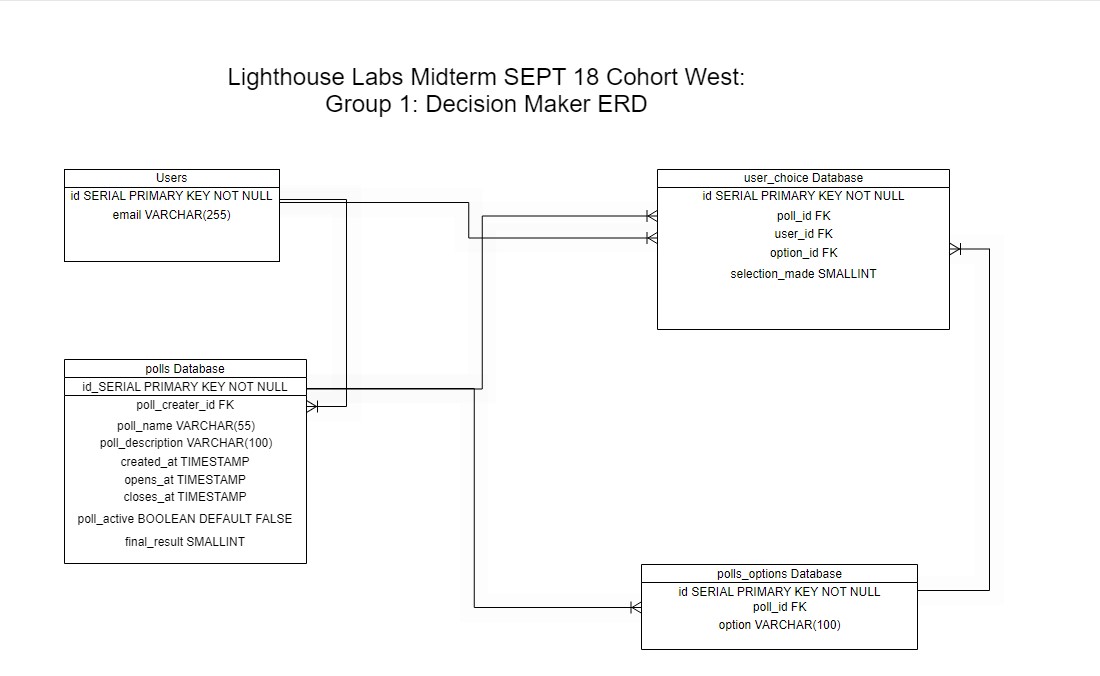 Lighthouse Labs Midterm SEPT 18 Cohort West:
Group 1: Decision Maker ERD
Users
id SERIAL PRIMARY KEY NOT NULL
email VARCHAR(255)
user_choice Database
id SERIAL PRIMARY KEY NOT NULL
poll_id FK
user_id FK
option_id FK
selection_made SMALLINT
polls Database
id_SERIAL PRIMARY KEY NOT NULL
poll_creater_id FK
poll_name VARCHAR(55)
poll_description VARCHAR(100)
created_at TIMESTAMP
opens_at TIMESTAMP
closes_at TIMESTAMP
poll_active BOOLEAN DEFAULT FALSE
final_result SMALLINT
polls_options Database
id SERIAL PRIMARY KEY NOT NULL
poll_id FK
option VARCHAR(100)